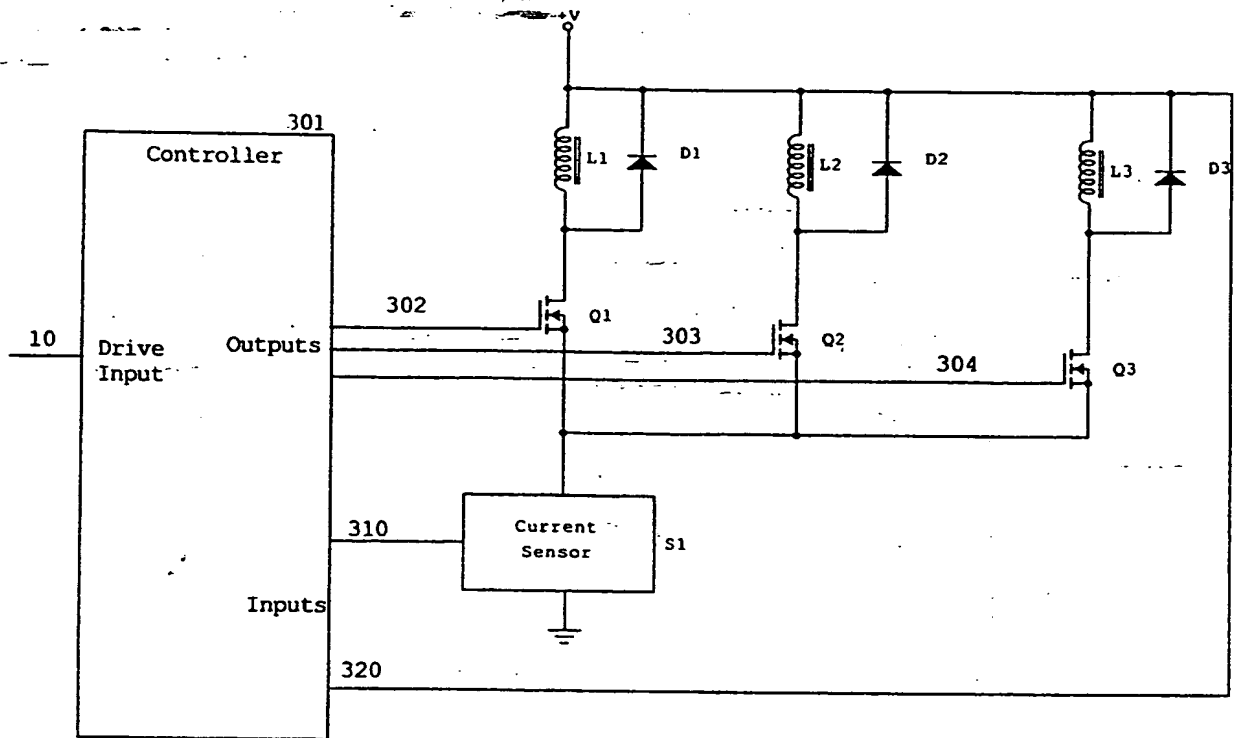 +V
301
Controller
L1
D1
L2
D2
L3
D3
302
Q1
303
Q2
304
Q3
10
Drive
Input
Outputs
310
Current
Sensor
S1
Inputs
320